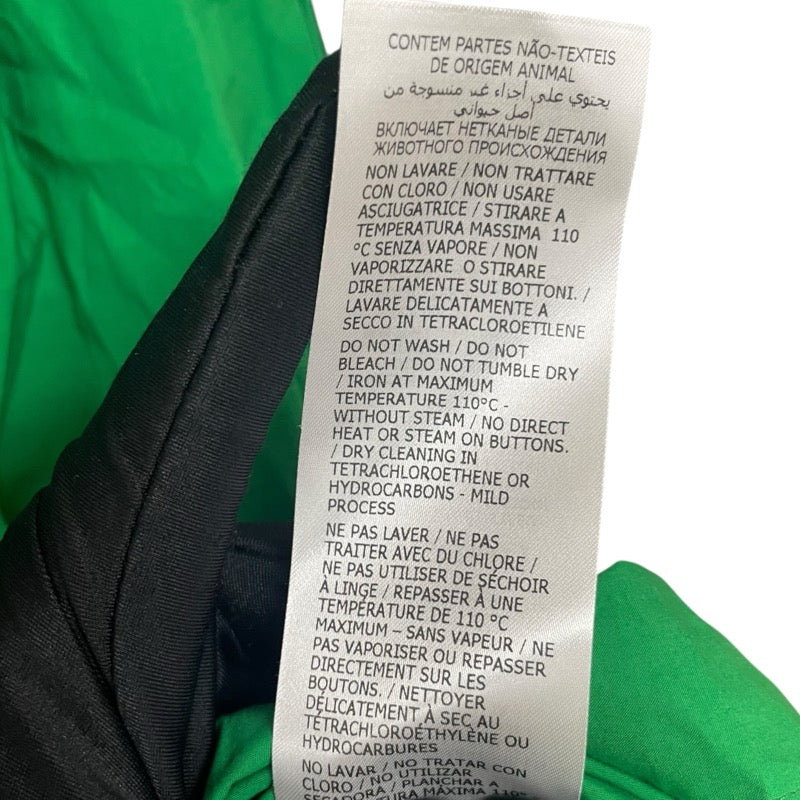 CONTEM PARTES NÃO-TEXTEIS
DE ORIGEM ANIMAL
يحتوي على أجزاء غير منسوجة من
أصل حيواني
ВКЛЮЧАЕТ НЕТКАНЫЕ ДЕТАЛИ
ЖИВОТНОГО ПРОИСХОЖДЕНИЯ
NON LAVARE / NON TRATTARE
CON CLORO / NON USARE
ASCIUGATRICE / STIRARE A
TEMPERATURA MASSIMA 110
°C SENZA VAPORE / NON
VAPORIZZARE O STIRARE
DIRETTAMENTE SUI BOTTONI. /
LAVARE DELICATAMENTE A
SECCO IN TETRACLOROETILENE
DO NOT WASH / DO NOT
BLEACH / DO NOT TUMBLE DRY
/ IRON AT MAXIMUM
TEMPERATURE 110°C -
WITHOUT STEAM / NO DIRECT
HEAT OR STEAM ON BUTTONS.
/ DRY CLEANING IN
TETRACHLOROETHENE OR
HYDROCARBONS - MILD
PROCESS
NE PAS LAVER / NE PAS
TRAITER AVEC DU CHLORE /
NE PAS UTILISER DE SÉCHOIR
À LINGE / REPASSER À UNE
TEMPÉRATURE DE 110 °C
MAXIMUM – SANS VAPEUR / NE
PAS VAPORISER OU REPASSER
DIRECTEMENT SUR LES
BOUTONS. / NETTOYER
DÉLICATEMENT À SEC AU
TÉTRACHLOROÉTHYLÈNE OU
HYDROCARBURES
NO LAVAR / NO TRATAR CON
CLORO / NO UTILIZAR
SECADORA / PLANCHAR A
MÁXIMA 110°